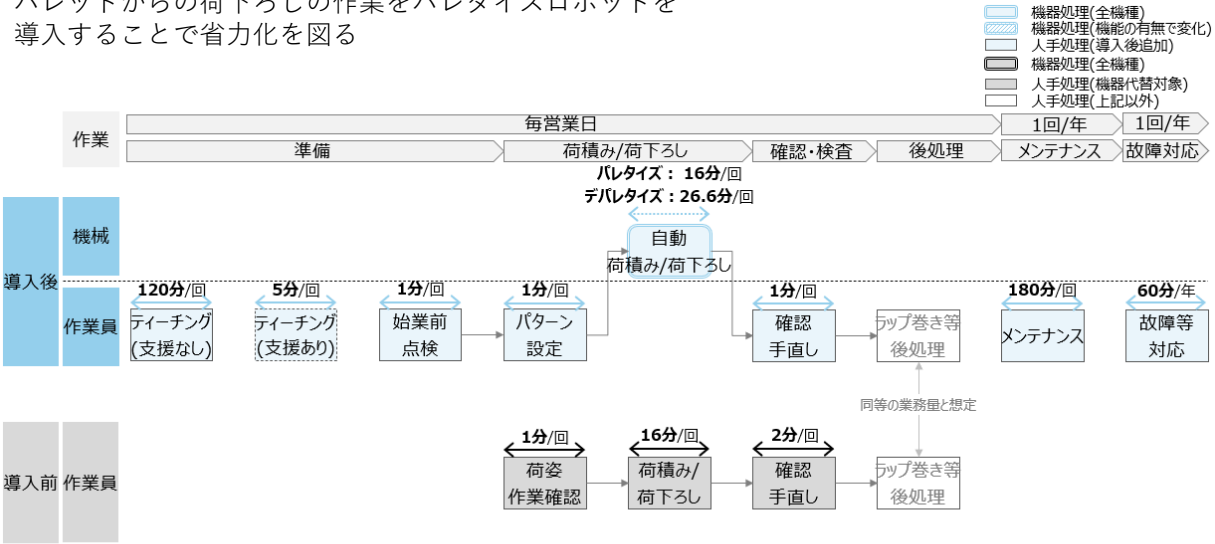 パレットからの荷下ろしの作業をパレタイズロボットを
導入することで省力化を図る
機器処理(全機種)
機器処理(機能の有無で変化)
人手処理(導入後追加)
機器処理(全機種)
人手処理(機器代替対象)
人手処理(上記以外)
作業
毎営業日
1回/年
1回/年
準備
荷積み/荷下ろし
確認・検査
後処理
メンテナンス
故障対応
パレタイズ： 16分/回
デパレタイズ：26.6分/回
導入後
機械
自動
荷積み/荷下ろし
作業員
120分/回
ティーチング
(支援なし)
5分/回
ティーチング
(支援あり)
1分/回
始業前
点検
1分/回
パターン
設定
1分/回
確認
手直し
ラップ巻き等
後処理
180分/回
メンテナンス
60分/年
故障等
対応
同等の業務量と想定
導入前
作業員
1分/回
荷姿
作業確認
16分/回
荷積み/
荷下ろし
2分/回
確認
手直し
ラップ巻き等
後処理